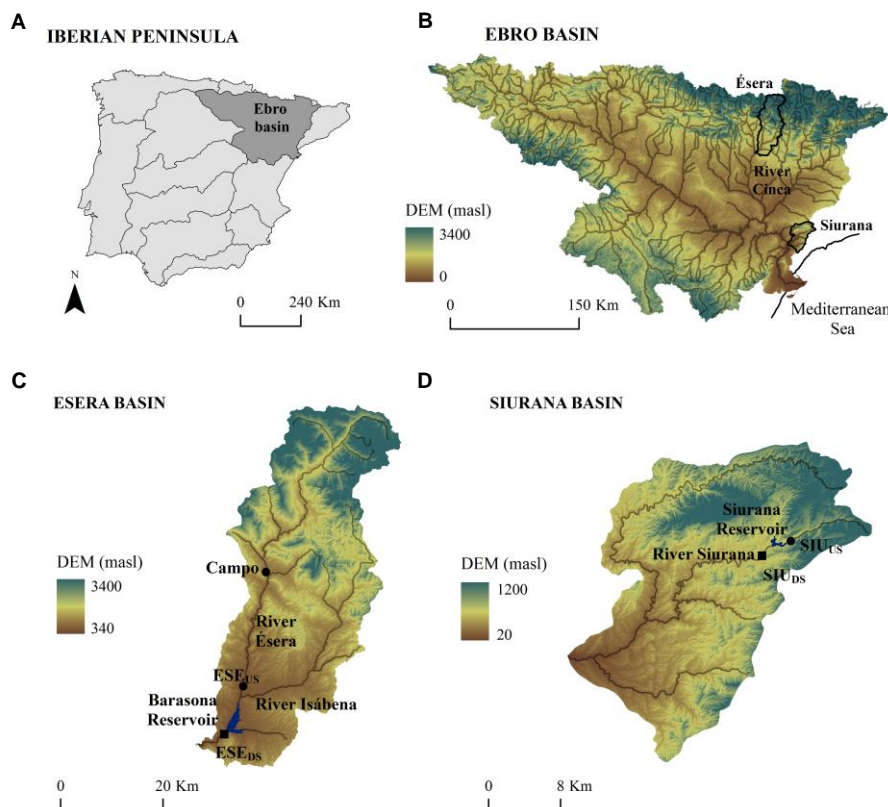 A
IBERIAN PENINSULA
Ebro
basin
N
0 240 Km
B
EBRO BASIN
Ésera
River
Cinca
DEM (masl)
3400
0
Siurana
0 150 Km
Mediterranean
Sea
C
ESERA BASIN
DEM (masl)
3400
340
Campo
River
Ésera
ESEUS
Barasona
Reservoir
River Isábena
ESEDS
0 20 Km
D
SIURANA BASIN
Siurana
Reservoir
River Siurana
SIUUS
SIUDS
DEM (masl)
1200
20
0 8 Km